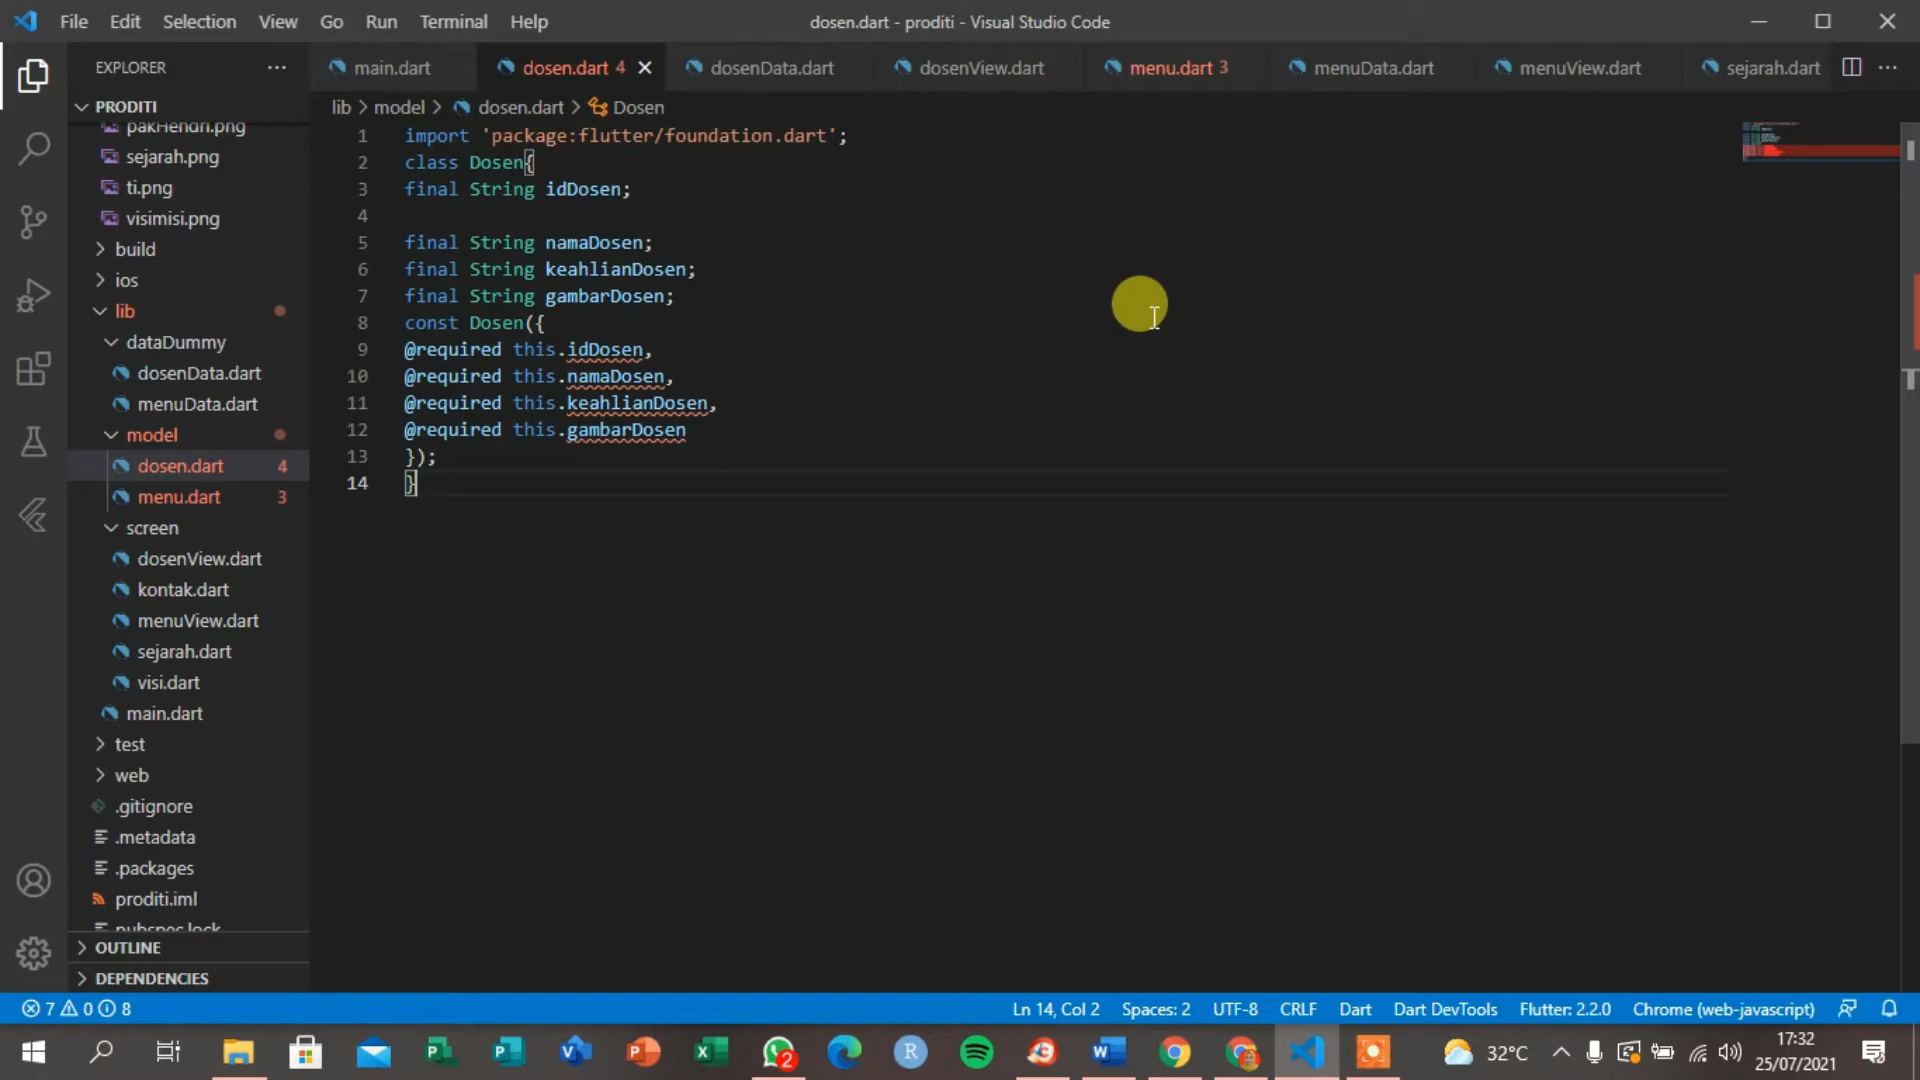 File Edit Selection View Go Run Terminal Help
dosen.dart - proditi - Visual Studio Code
EXPLORER
main.dart
dosen.dart 4
dosenData.dart
dosenView.dart
menu.dart 3
menuData.dart
menuView.dart
sejarah.dart
lib > model > dosen.dart > Dosen
PRODITI
pakHendri.png
sejarah.png
ti.png
visimisi.png
build
ios
lib
dataDummy
dosenData.dart
menuData.dart
model
dosen.dart 4
menu.dart 3
screen
dosenView.dart
kontak.dart
menuView.dart
sejarah.dart
visi.dart
main.dart
test
web
.gitignore
.metadata
.packages
proditi.iml
pubspec.lock
OUTLINE
DEPENDENCIES
1 import 'package:flutter/foundation.dart';
2 class Dosen{
3 final String idDosen;
4
5 final String namaDosen;
6 final String keahlianDosen;
7 final String gambarDosen;
8 const Dosen({
9 @required this.idDosen,
10 @required this.namaDosen,
11 @required this.keahlianDosen,
12 @required this.gambarDosen
13 });
14 }
7 0 8
Ln 14, Col 2
Spaces: 2
UTF-8
CRLF
Dart
Dart DevTools
Flutter: 2.2.0
Chrome (web-javascript)
2
32°C
17:32
25/07/2021